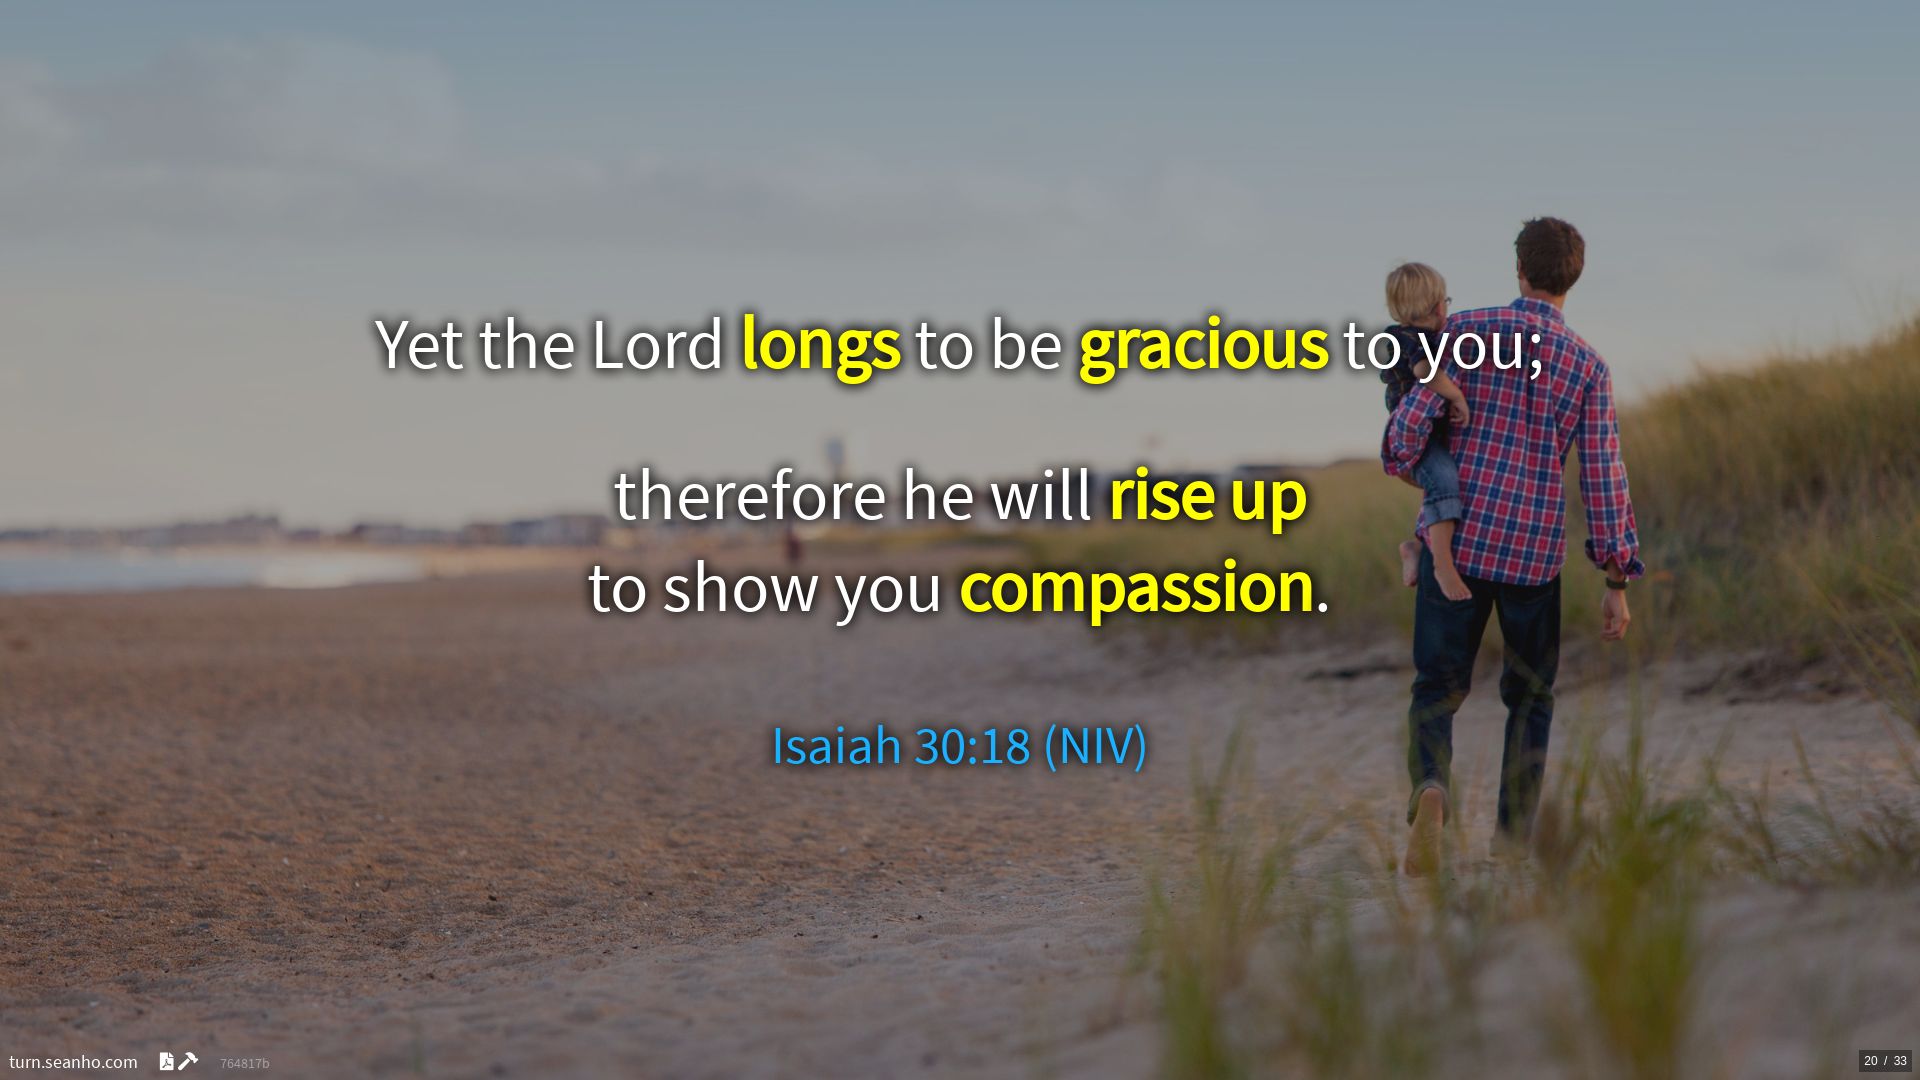 Yet the Lord longs to be gracious to you;
therefore he will rise up
to show you compassion.
Isaiah 30:18 (NIV)
turn.seanho.com
764817b
20 / 33